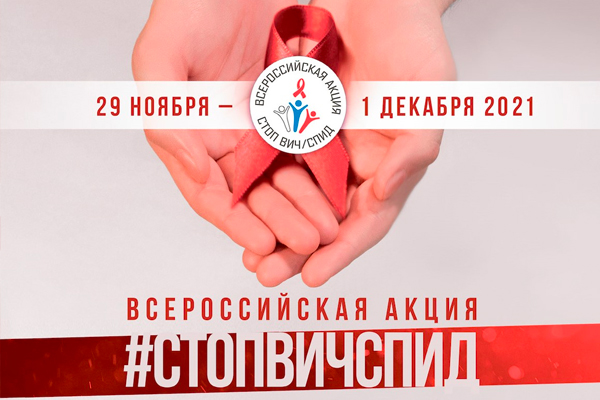 29 НОЯБРЯ –
ВСЕРОССИЙСКАЯ АКЦИЯ
СТОП ВИЧ/СПИД
1 ДЕКАБРЯ 2021
ВСЕРОССИЙСКАЯ АКЦИЯ
#СТОПВИЧСПИД